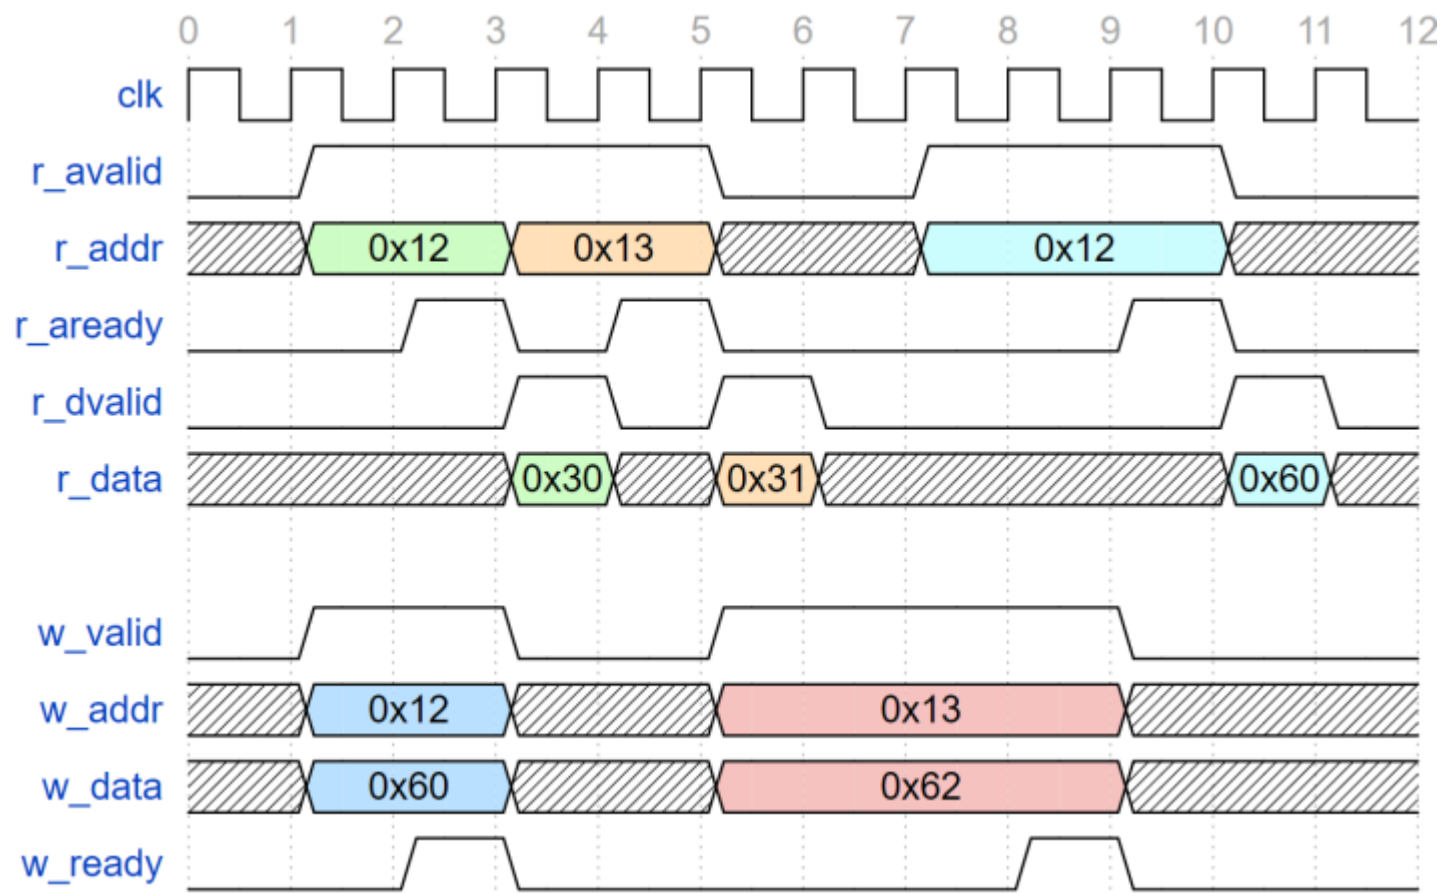 0 1 2 3 4 5 6 7 8 9 10 11 12
clk
r_avalid
r_addr 0x12 0x13 0x12
r_aready
r_dvalid
r_data 0x30 0x31 0x60
w_valid
w_addr 0x12 0x13
w_data 0x60 0x62
w_ready